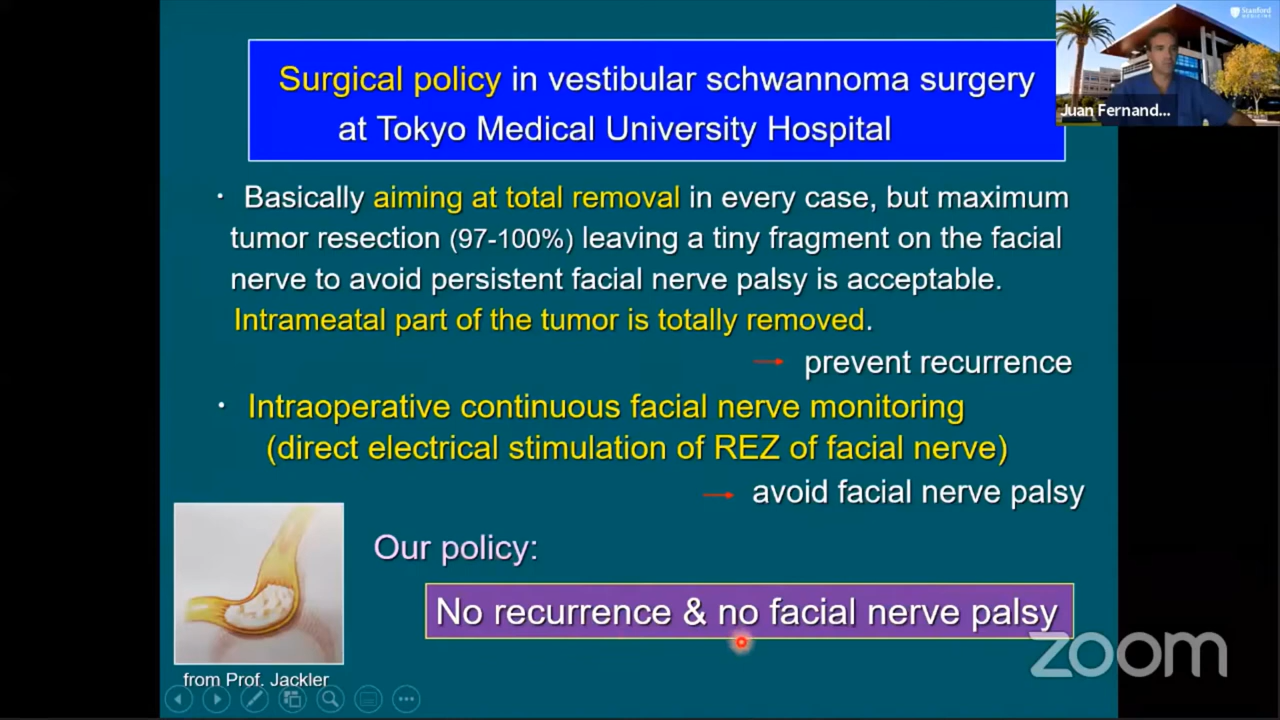 Stanford
MEDICINE
Juan Fernand...
Surgical policy in vestibular schwannoma surgery
at Tokyo Medical University Hospital
· Basically aiming at total removal in every case, but maximum
tumor resection (97-100%) leaving a tiny fragment on the facial
nerve to avoid persistent facial nerve palsy is acceptable.
Intrameatal part of the tumor is totally removed.
→ prevent recurrence
· Intraoperative continuous facial nerve monitoring
(direct electrical stimulation of REZ of facial nerve)
→ avoid facial nerve palsy
Our policy:
No recurrence & no facial nerve palsy
from Prof. Jackler
zoom